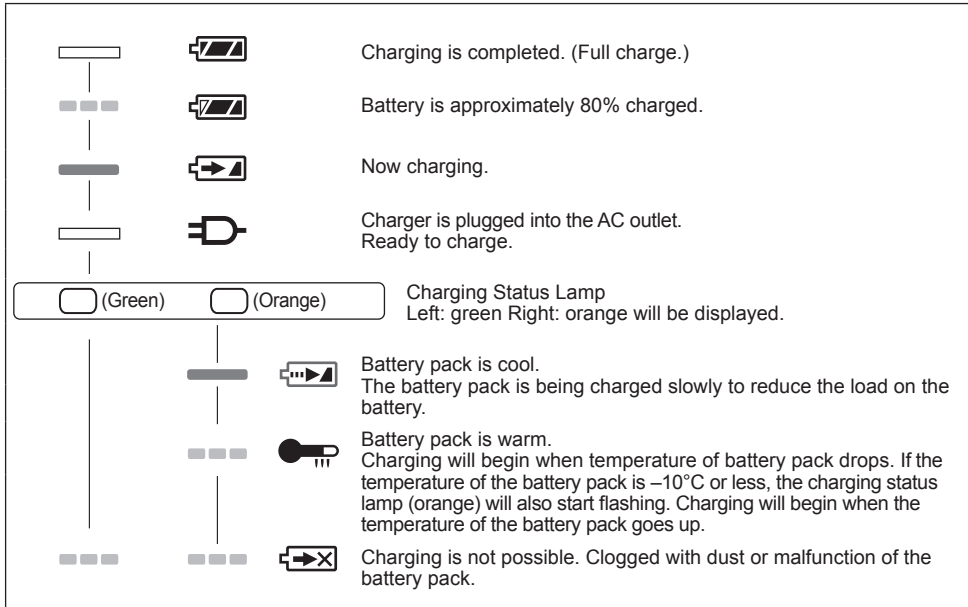 Charging is completed. (Full charge.)
Battery is approximately 80% charged.
Now charging.
Charger is plugged into the AC outlet.
Ready to charge.
(Green) (Orange)
Charging Status Lamp
Left: green Right: orange will be displayed.
Battery pack is cool.
The battery pack is being charged slowly to reduce the load on the
battery.
Battery pack is warm.
Charging will begin when temperature of battery pack drops. If the
temperature of the battery pack is –10°C or less, the charging status
lamp (orange) will also start flashing. Charging will begin when the
temperature of the battery pack goes up.
Charging is not possible. Clogged with dust or malfunction of the
battery pack.